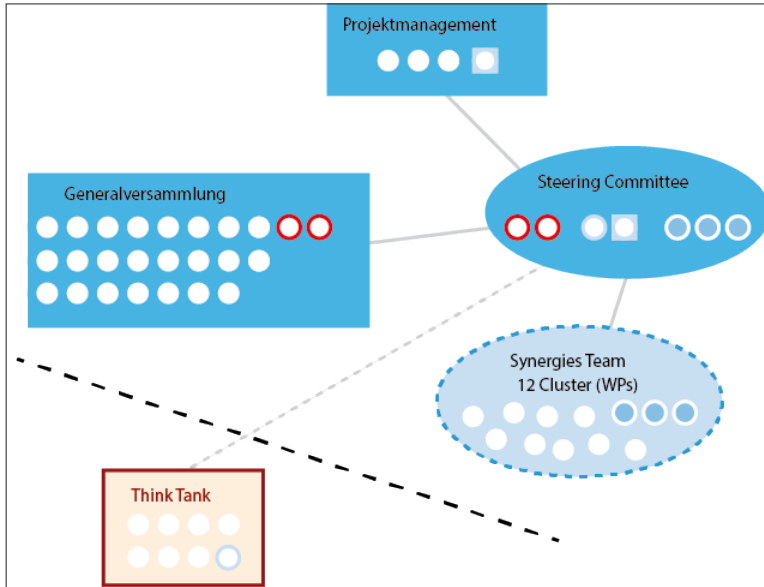 Projektmanagement
Generalversammlung
Steering Committee
Synergies Team
12 Cluster (WPs)
Think Tank